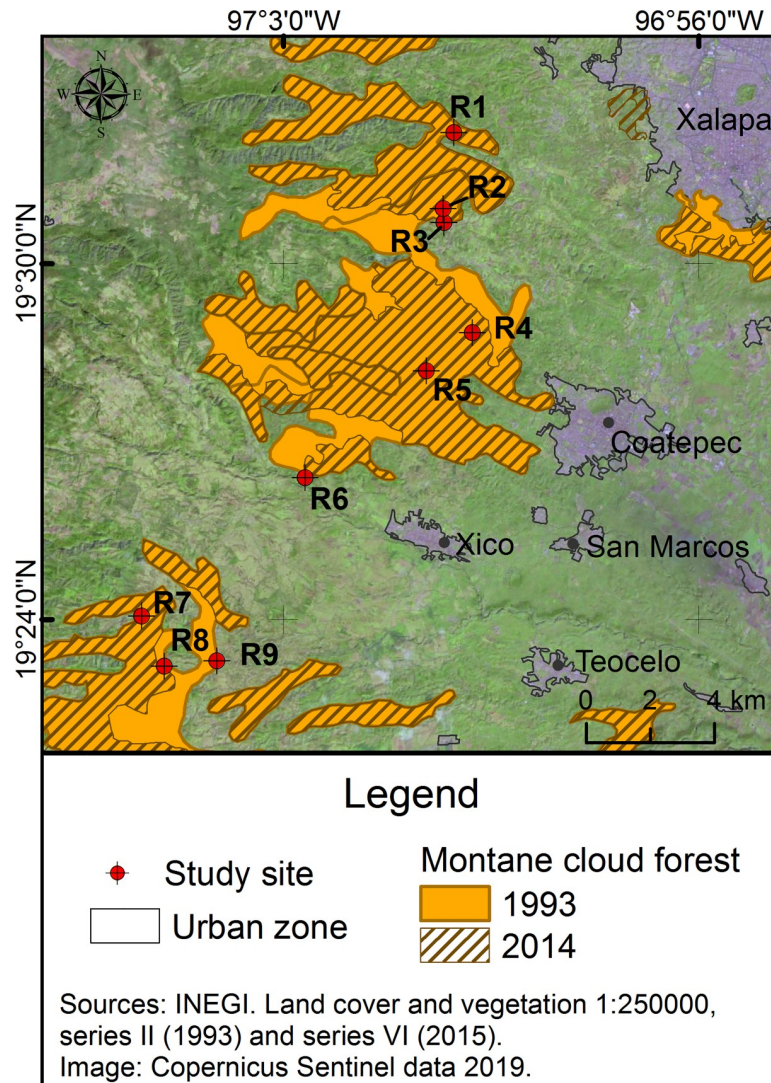 97°3'0"W 96°56'0"W
N
W E
S
R1
Xalapa
R2
R3
19°30'0"N
R4
R5
Coatepec
R6
Xico San Marcos
19°24'0"N
R7
R8
R9
Teocelo
0 2 4 km
Legend
Study site
Urban zone
Montane cloud forest
1993
2014
Sources: INEGI. Land cover and vegetation 1:250000,
series II (1993) and series VI (2015).
Image: Copernicus Sentinel data 2019.